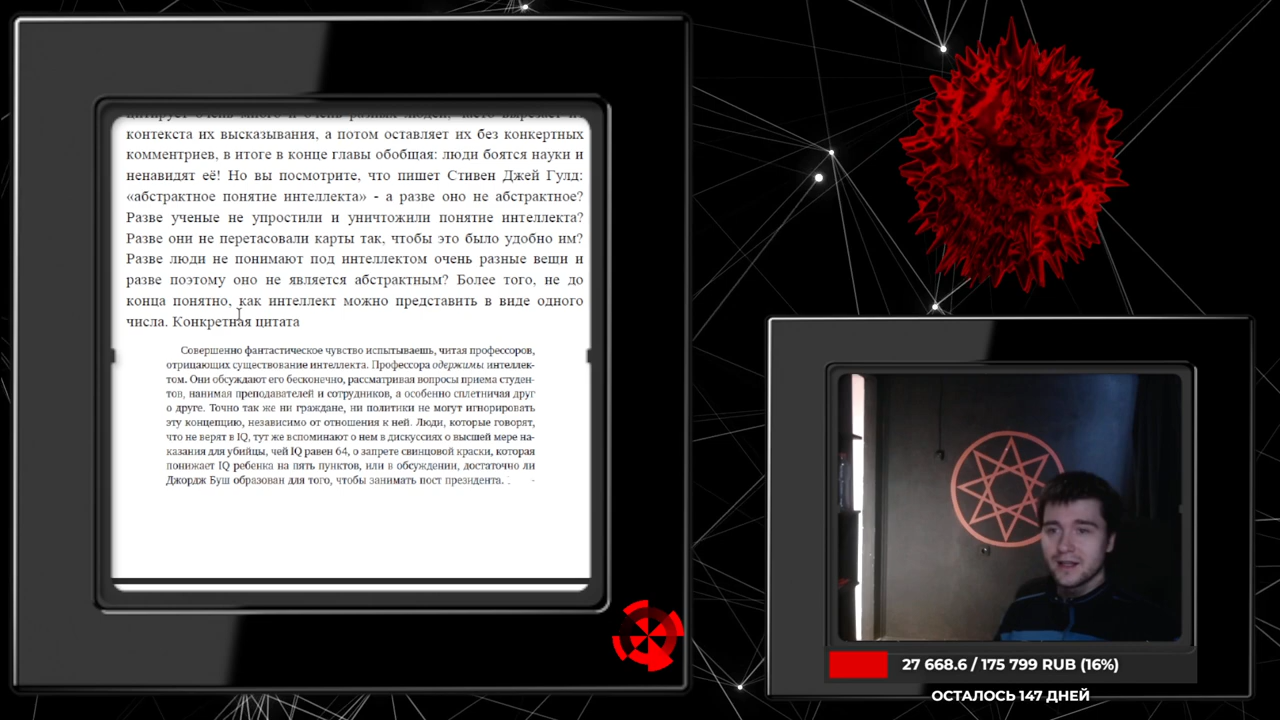 контекста их высказывания, а потом оставляет их без конкертных
комментриев, в итоге в конце главы обобщая: люди боятся науки и
ненавидят её! Но вы посмотрите, что пишет Стивен Джей Гулд:
«абстрактное понятие интеллекта» - а разве оно не абстрактное?
Разве ученые не упростили и уничтожили понятие интеллекта?
Разве они не перетасовали карты так, чтобы это было удобно им?
Разве люди не понимают под интеллектом очень разные вещи и
разве поэтому оно не является абстрактным? Более того, не до
конца понятно, как интеллект можно представить в виде одного
числа. Конкретная цитата
Совершенно фантастическое чувство испытываешь, читая профессоров,
отрицающих существование интеллекта. Профессора одержимы интеллек-
том. Они обсуждают его бесконечно, рассматривая вопросы приема студен-
тов, нанимая преподавателей и сотрудников, а особенно сплетничая друг
о друге. Точно так же ни граждане, ни политики не могут игнорировать
эту концепцию, независимо от отношения к ней. Люди, которые говорят,
что не верят в IQ, тут же вспоминают о нем в дискуссиях о высшей мере на-
казания для убийцы, чей IQ равен 64, о запрете свинцовой краски, которая
понижает IQ ребенка на пять пунктов, или в обсуждении, достаточно ли
Джордж Буш образован для того, чтобы занимать пост президента.
27 668.6 / 175 799 RUB (16%)
ОСТАЛОСЬ 147 ДНЕЙ